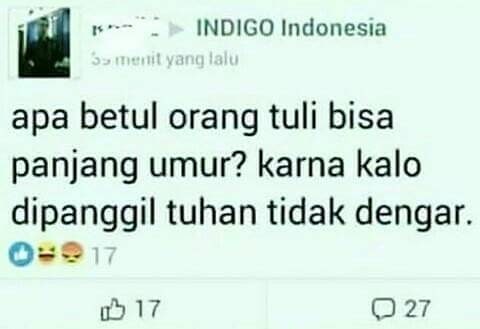 INDIGO Indonesia
menit yang lalu
apa betul orang tuli bisa
panjang umur? karna kalo
dipanggil tuhan tidak dengar.
17
17 27